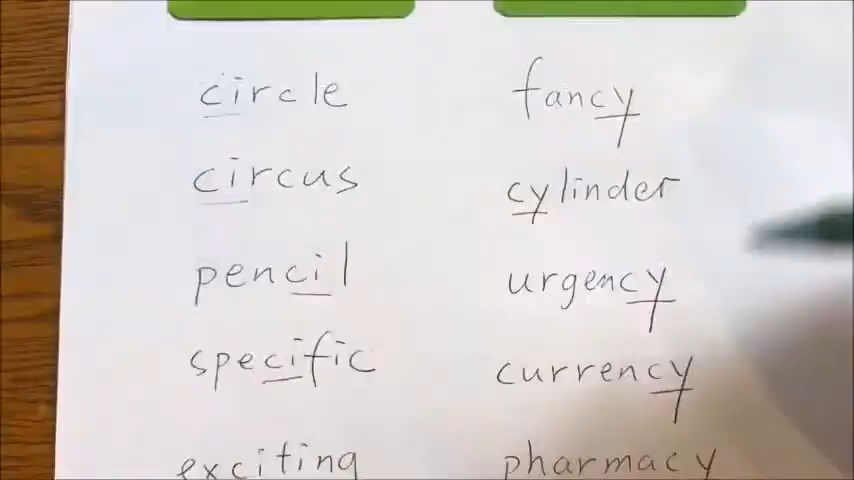 circle
circus
pencil
specific
exciting
fancy
cylinder
urgency
currency
pharmacy